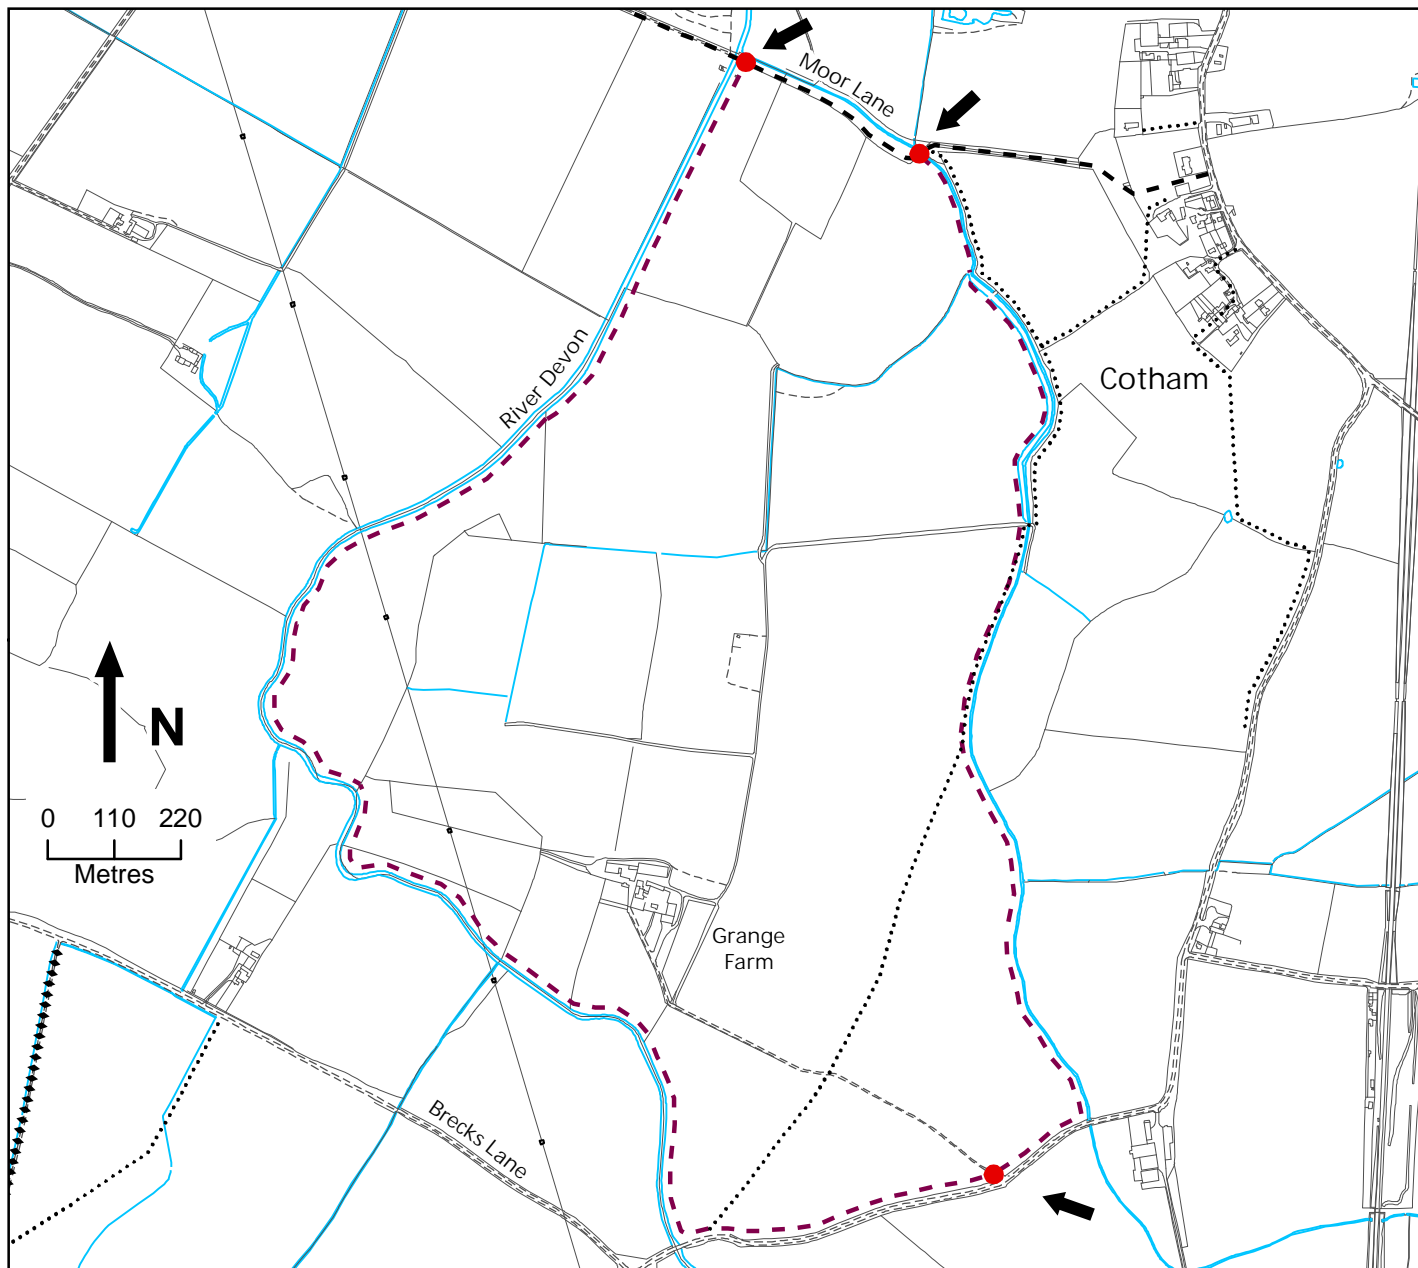 Moor Lane
River Devon
Cotham
N
0 110 220
Metres
Grange
Farm
Brecks Lane